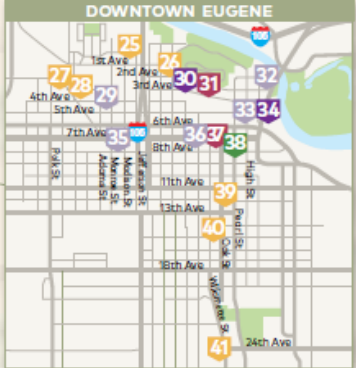 DOWNTOWN EUGENE
105
25
1st Ave
26
2nd Ave
27
28
29
3rd Ave
30
31
32
4th Ave
5th Ave
33
34
6th Ave
7th Ave
35
105
36
37
38
8th Ave
Polk St
Adams St
Monroe St
Madison St
Jefferson St
High St
11th Ave
39
13th Ave
40
Pearl St
Oak St
18th Ave
Willamette St
41
24th Ave